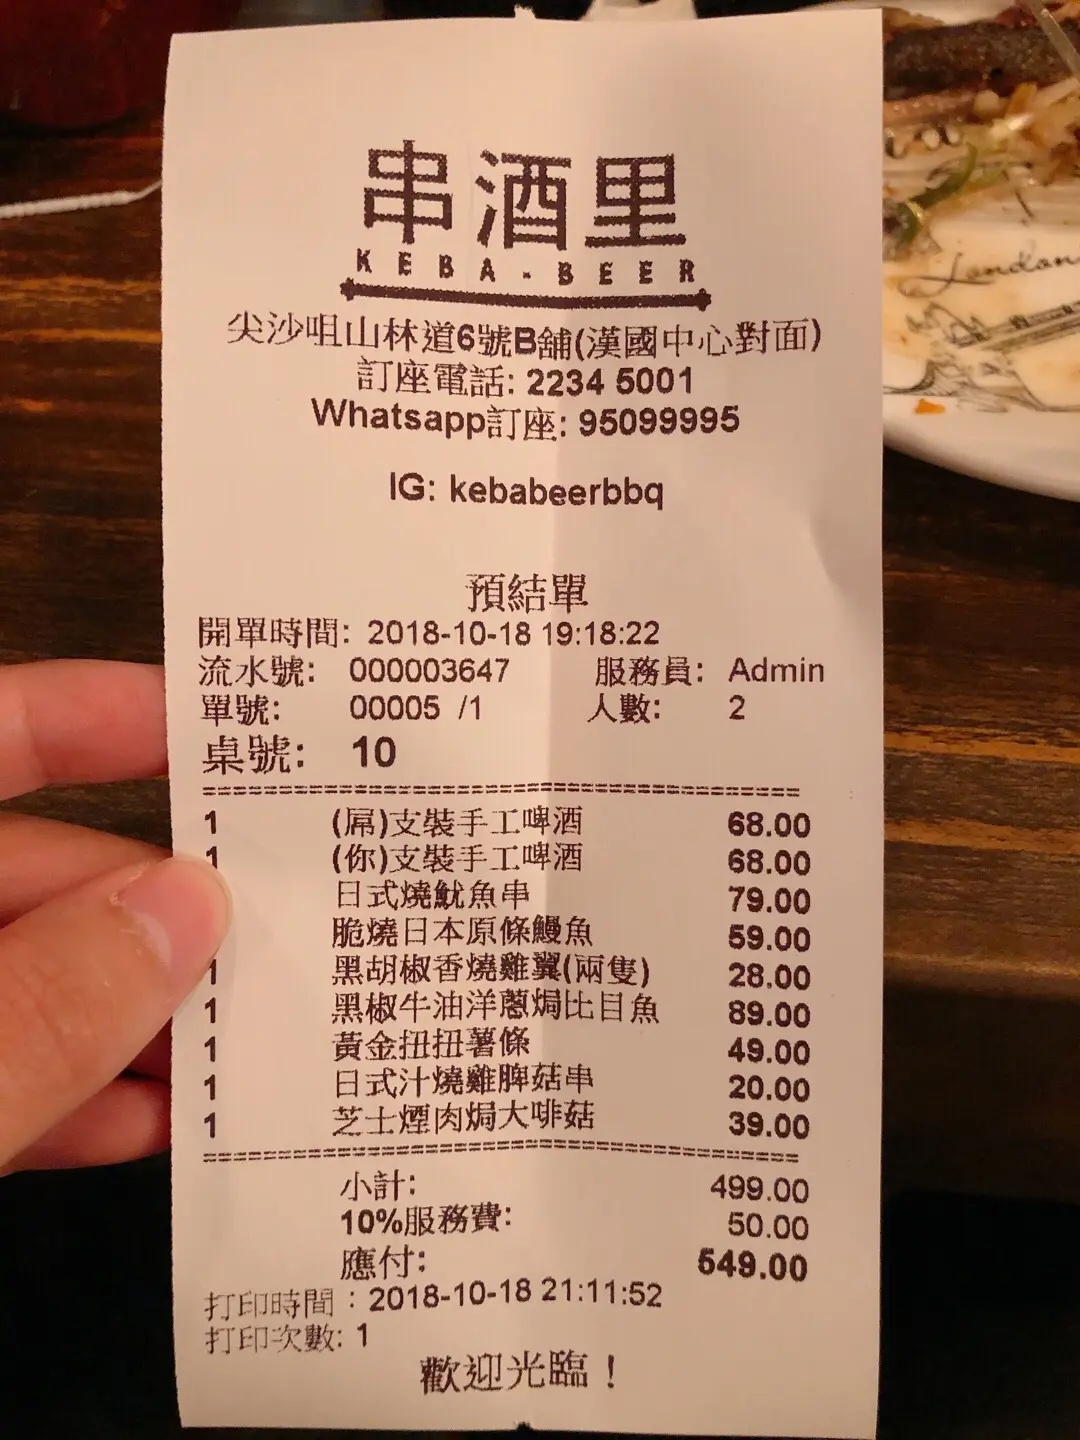 串酒里
KEBA-BEER
尖沙咀山林道6號B舖(漢國中心對面)
訂座電話: 2234 5001
Whatsapp訂座: 95099995
IG: kebabeerbbq
預結單
開單時間: 2018-10-18 19:18:22
流水號: 000003647 服務員: Admin
單號: 00005 /1 人數: 2
桌號: 10
1 (屌)支裝手工啤酒 68.00
1 (你)支裝手工啤酒 68.00
日式燒魷魚串 79.00
脆燒日本原條鰻魚 59.00
1 黑胡椒香燒雞翼(兩隻) 28.00
1 黑椒牛油洋蔥焗比目魚 89.00
1 黃金扭扭薯條 49.00
1 日式汁燒雞脾菇串 20.00
1 芝士煙肉焗大啡菇 39.00
小計: 499.00
10%服務費: 50.00
應付: 549.00
打印時間：2018-10-18 21:11:52
打印次數: 1
歡迎光臨！
London